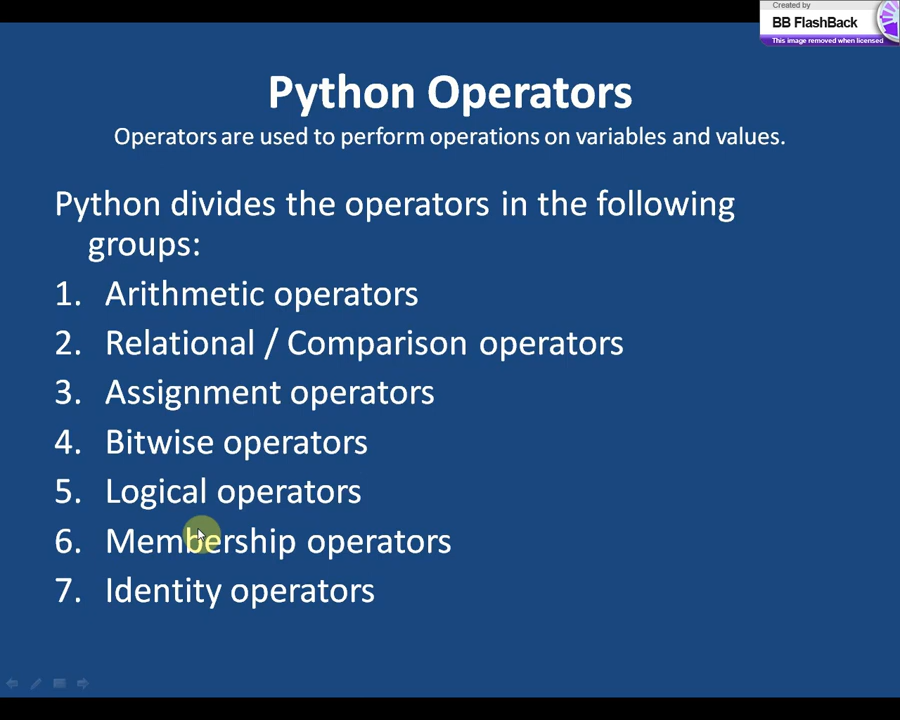 Created by
BB FlashBack
This image removed when licensed
Python Operators
Operators are used to perform operations on variables and values.
Python divides the operators in the following
groups:
1. Arithmetic operators
2. Relational / Comparison operators
3. Assignment operators
4. Bitwise operators
5. Logical operators
6. Membership operators
7. Identity operators